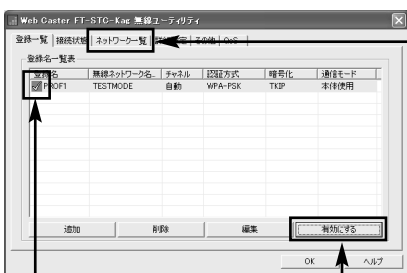 Web Caster FT-STC-Kag 無線ユーティリティ
登録一覧 接続状態 ネットワーク一覧 その他 QoS
登録名一覧表
登録名 無線ネットワーク名.. チャネル 認証方式 暗号化 通信モード
PROF1 TESTMODE 自動 WPA-PSK TKIP 本体使用
追加 削除 編集 有効にする
OK ヘルプ